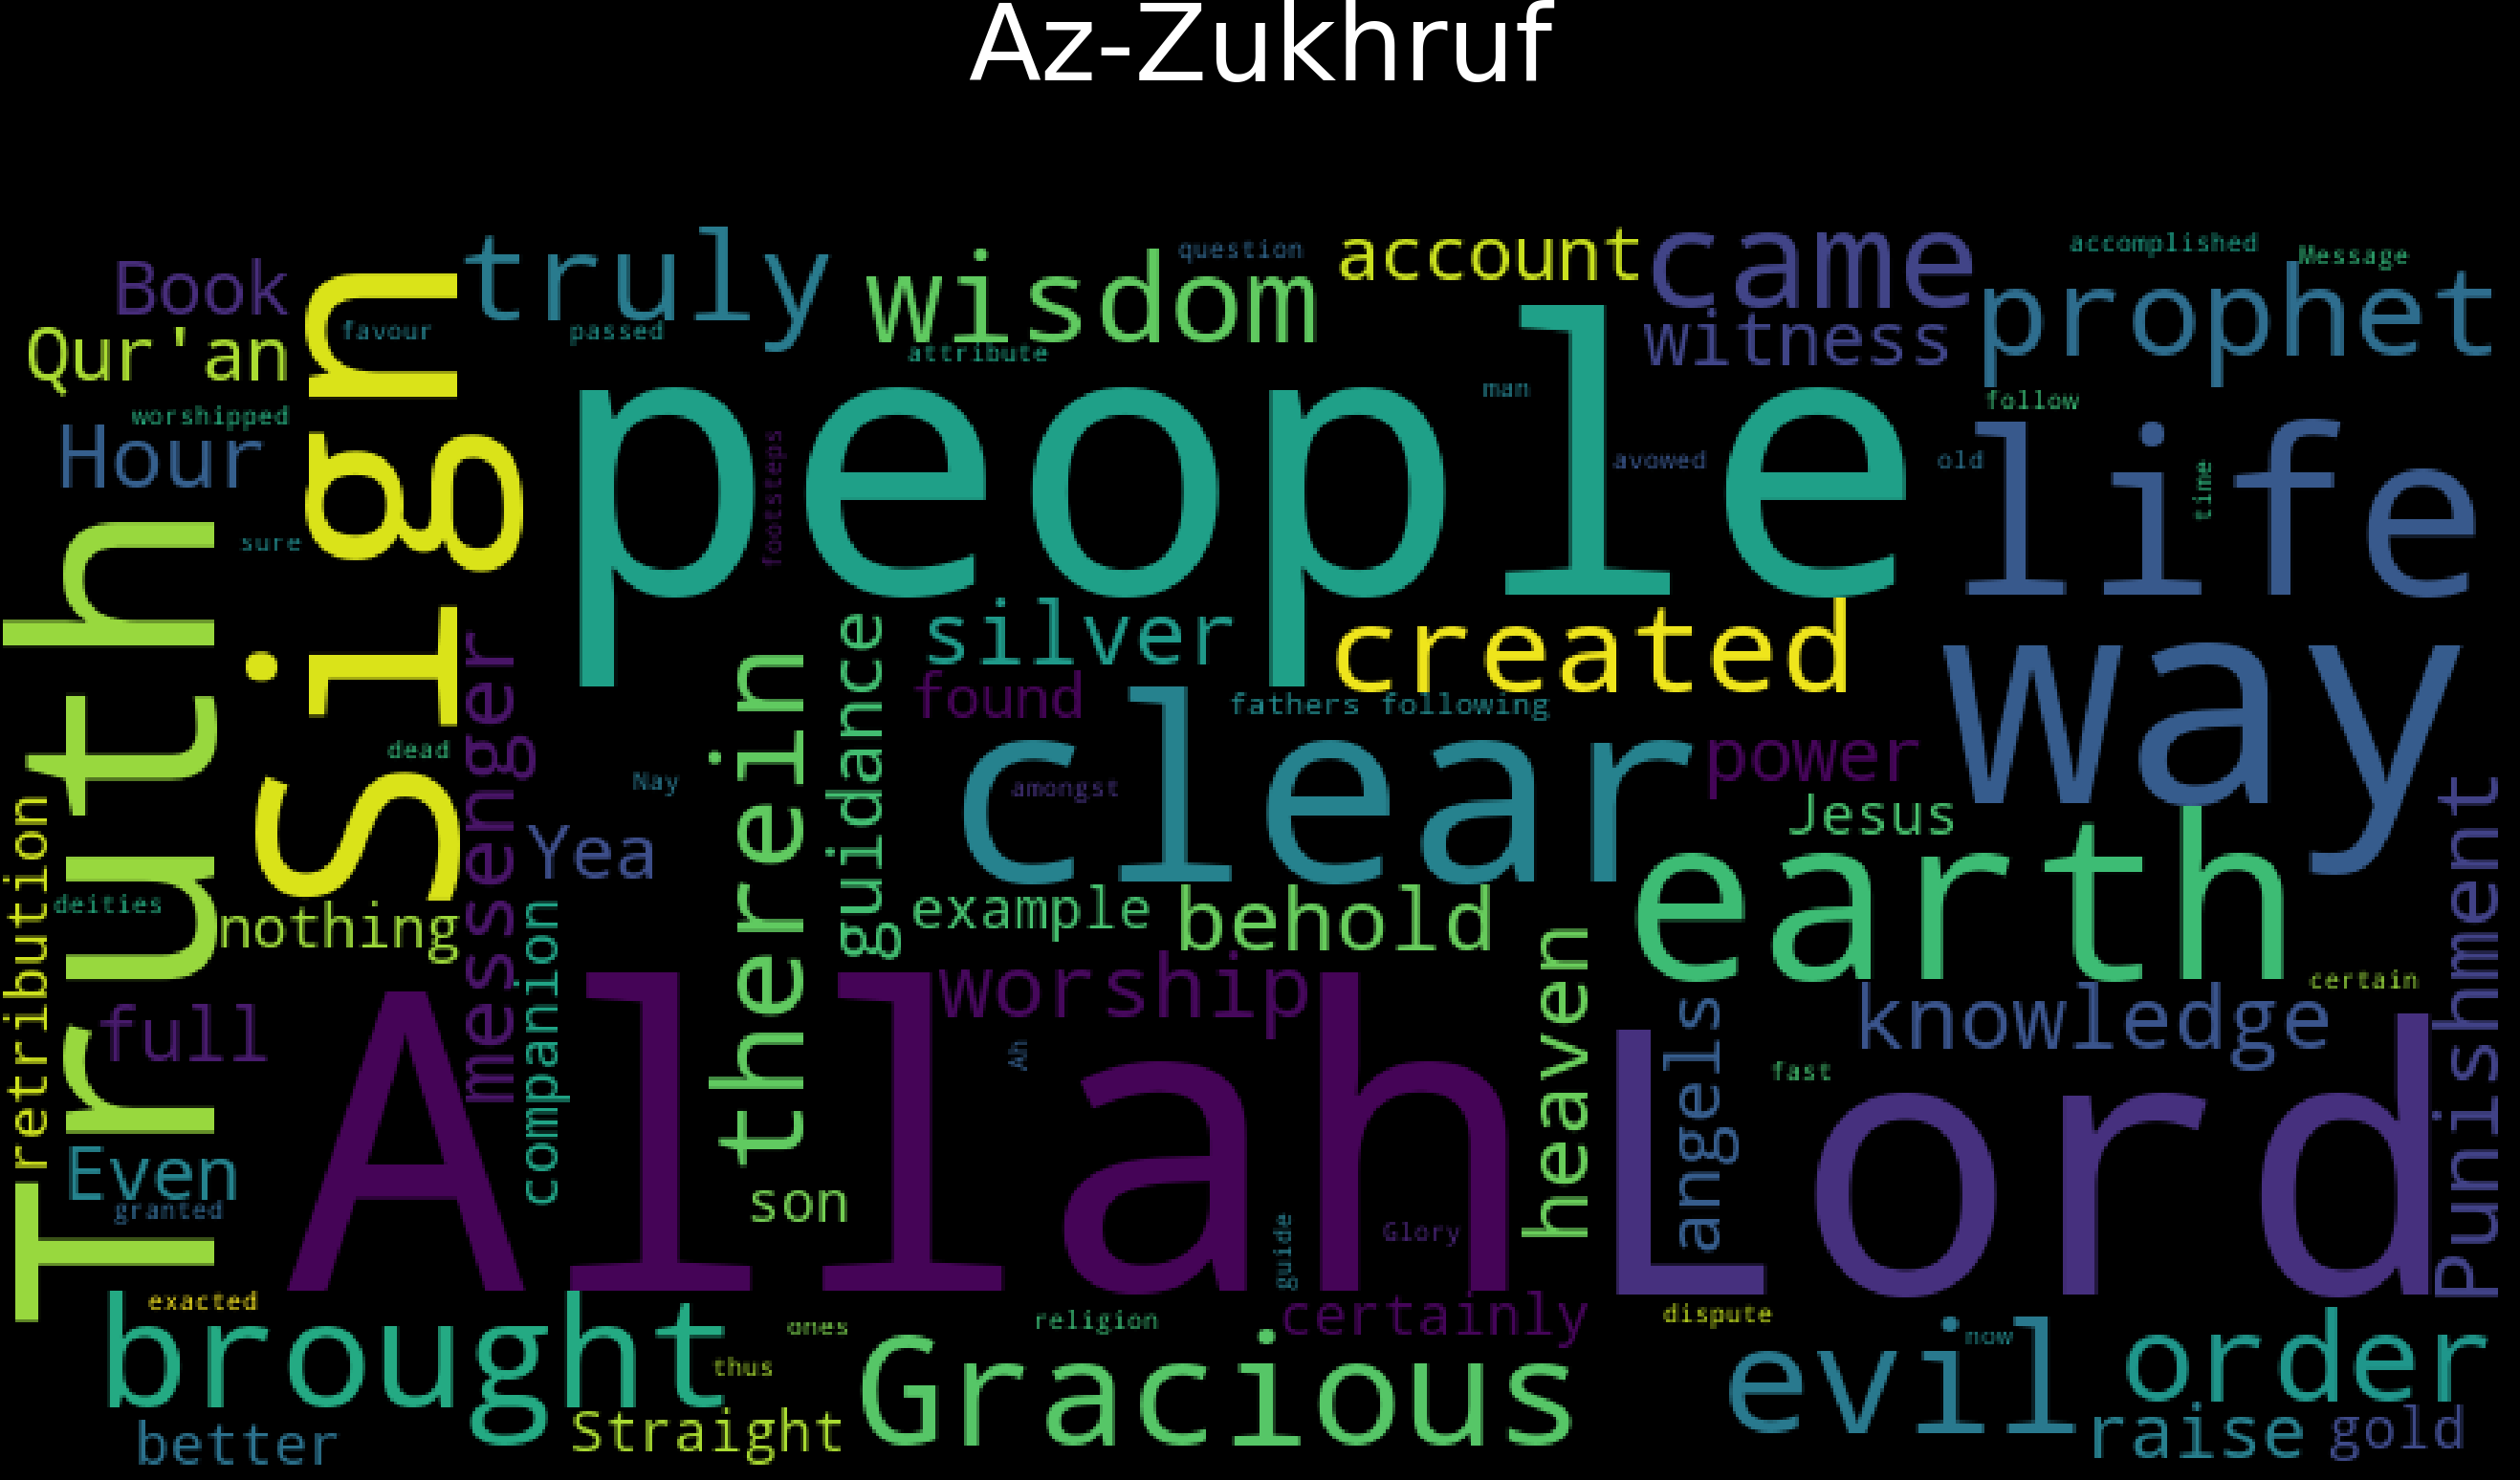 Az-Zukhruf
truly
wisdom
question
account
came
accomplished
Message
Book
favour
passed
attribute
witness
prophet
Qur'an
Sign
people
man
follow
worshipped
Hour
footsteps
avowed
old
life
time
sure
Truth
silver
created
way
messenger
therein
guidance
found
fathers following
clear
power
dead
Nay
amongst
Jesus
Yea
earth
Punishment
retribution
deities
nothing
companion
example
behold
heaven
certain
full
Allah
worship
Ah
angels
knowledge
fast
Lord
Even
granted
son
guide
Glory
exacted
brought
ones
religion
certainly
dispute
now
thus
Gracious
evil
order
better
Straight
raise
gold